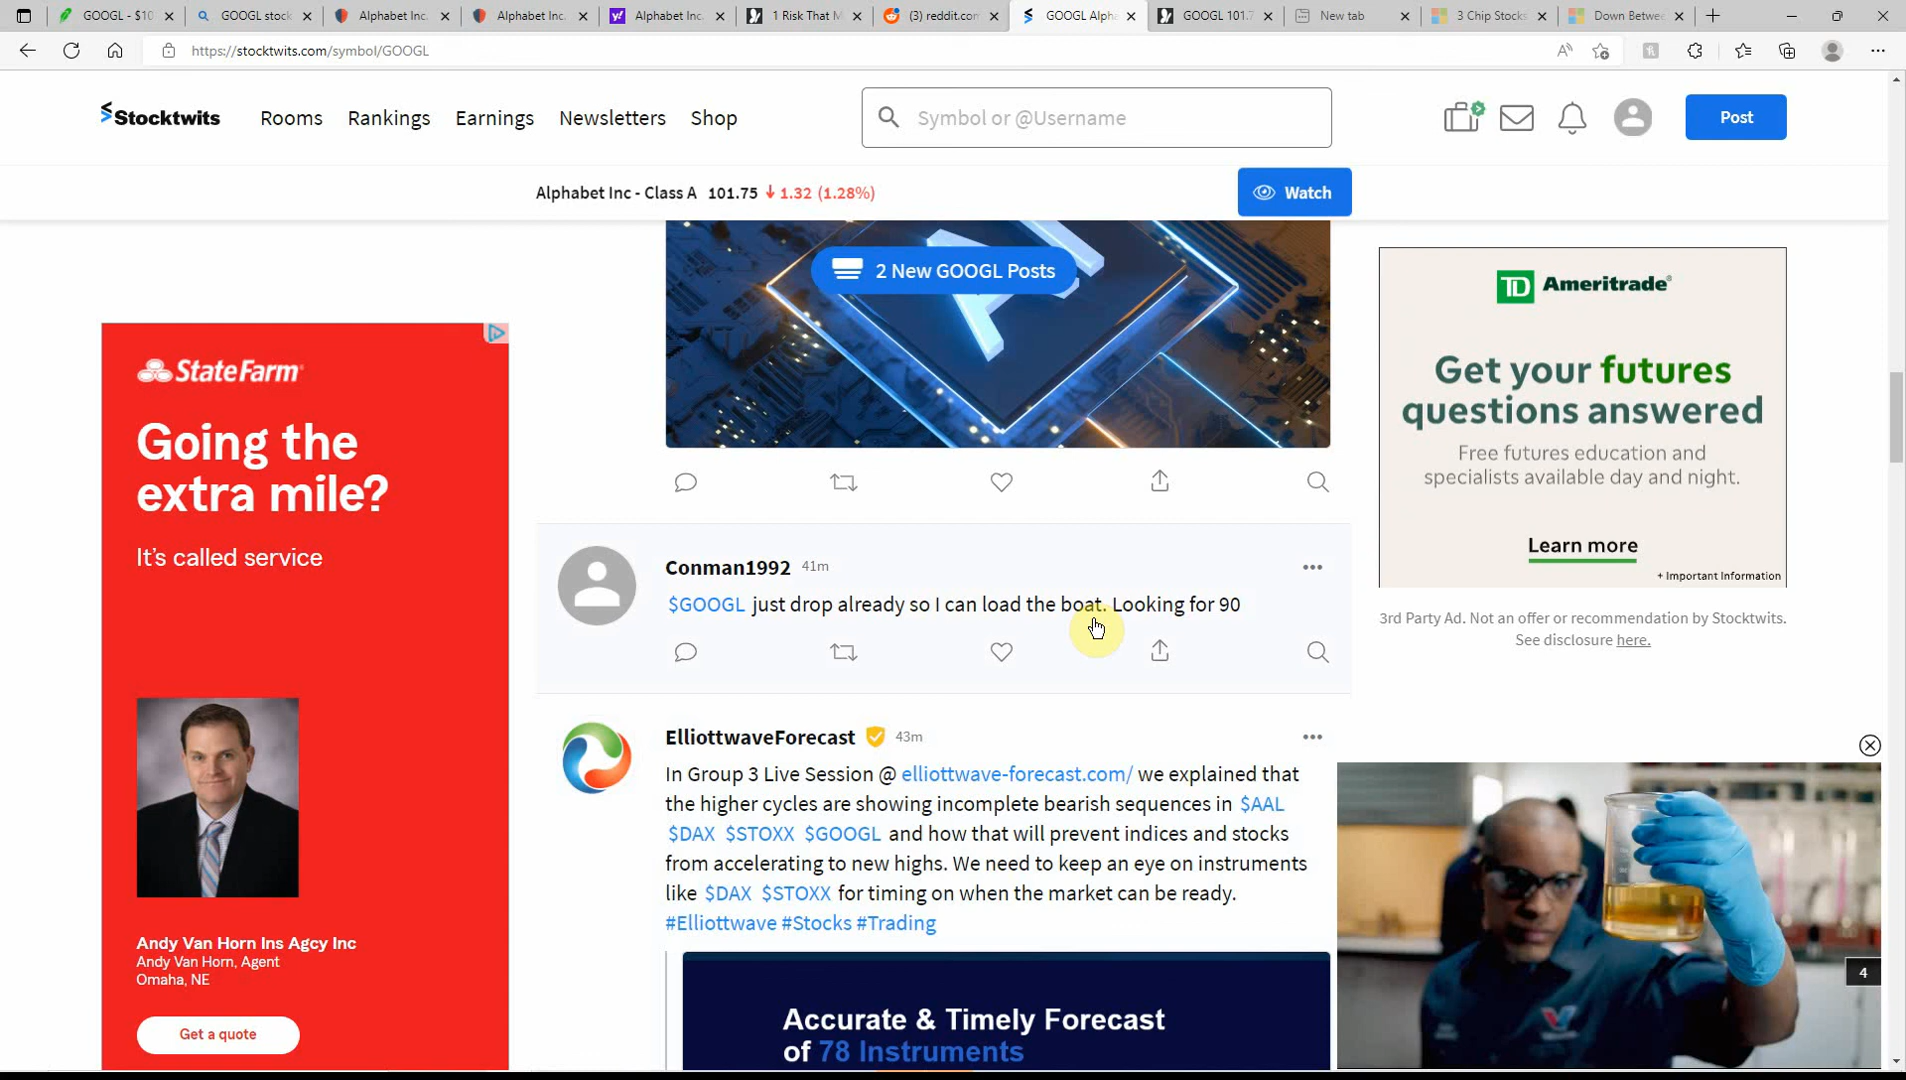 GOOGL - $10
GOOGL stock
Alphabet Inc.
Alphabet Inc.
Alphabet Inc.
1 Risk That M
(3) reddit.com
GOOGL Alph
GOOGL 101.7
New tab
3 Chip Stocks
Down Betwe
https://stocktwits.com/symbol/GOOGL
Stocktwits
Rooms
Rankings
Earnings
Newsletters
Shop
Symbol or @Username
Post
Alphabet Inc - Class A 101.75 ↓ 1.32 (1.28%)
Watch
2 New GOOGL Posts
StateFarm
Going the
extra mile?
It's called service
Andy Van Horn Ins Agcy Inc
Andy Van Horn, Agent
Omaha, NE
Get a quote
Conman1992 41m
$GOOGL just drop already so I can load the boat. Looking for 90
ElliottwaveForecast 43m
In Group 3 Live Session @ elliottwave-forecast.com/ we explained that
the higher cycles are showing incomplete bearish sequences in $AAL
$DAX $STOXX $GOOGL and how that will prevent indices and stocks
from accelerating to new highs. We need to keep an eye on instruments
like $DAX $STOXX for timing on when the market can be ready.
#Elliottwave #Stocks #Trading
Accurate & Timely Forecast
of 78 Instruments
TD Ameritrade
Get your futures
questions answered
Free futures education and
specialists available day and night.
Learn more
+ Important Information
3rd Party Ad. Not an offer or recommendation by Stocktwits.
See disclosure here.
4